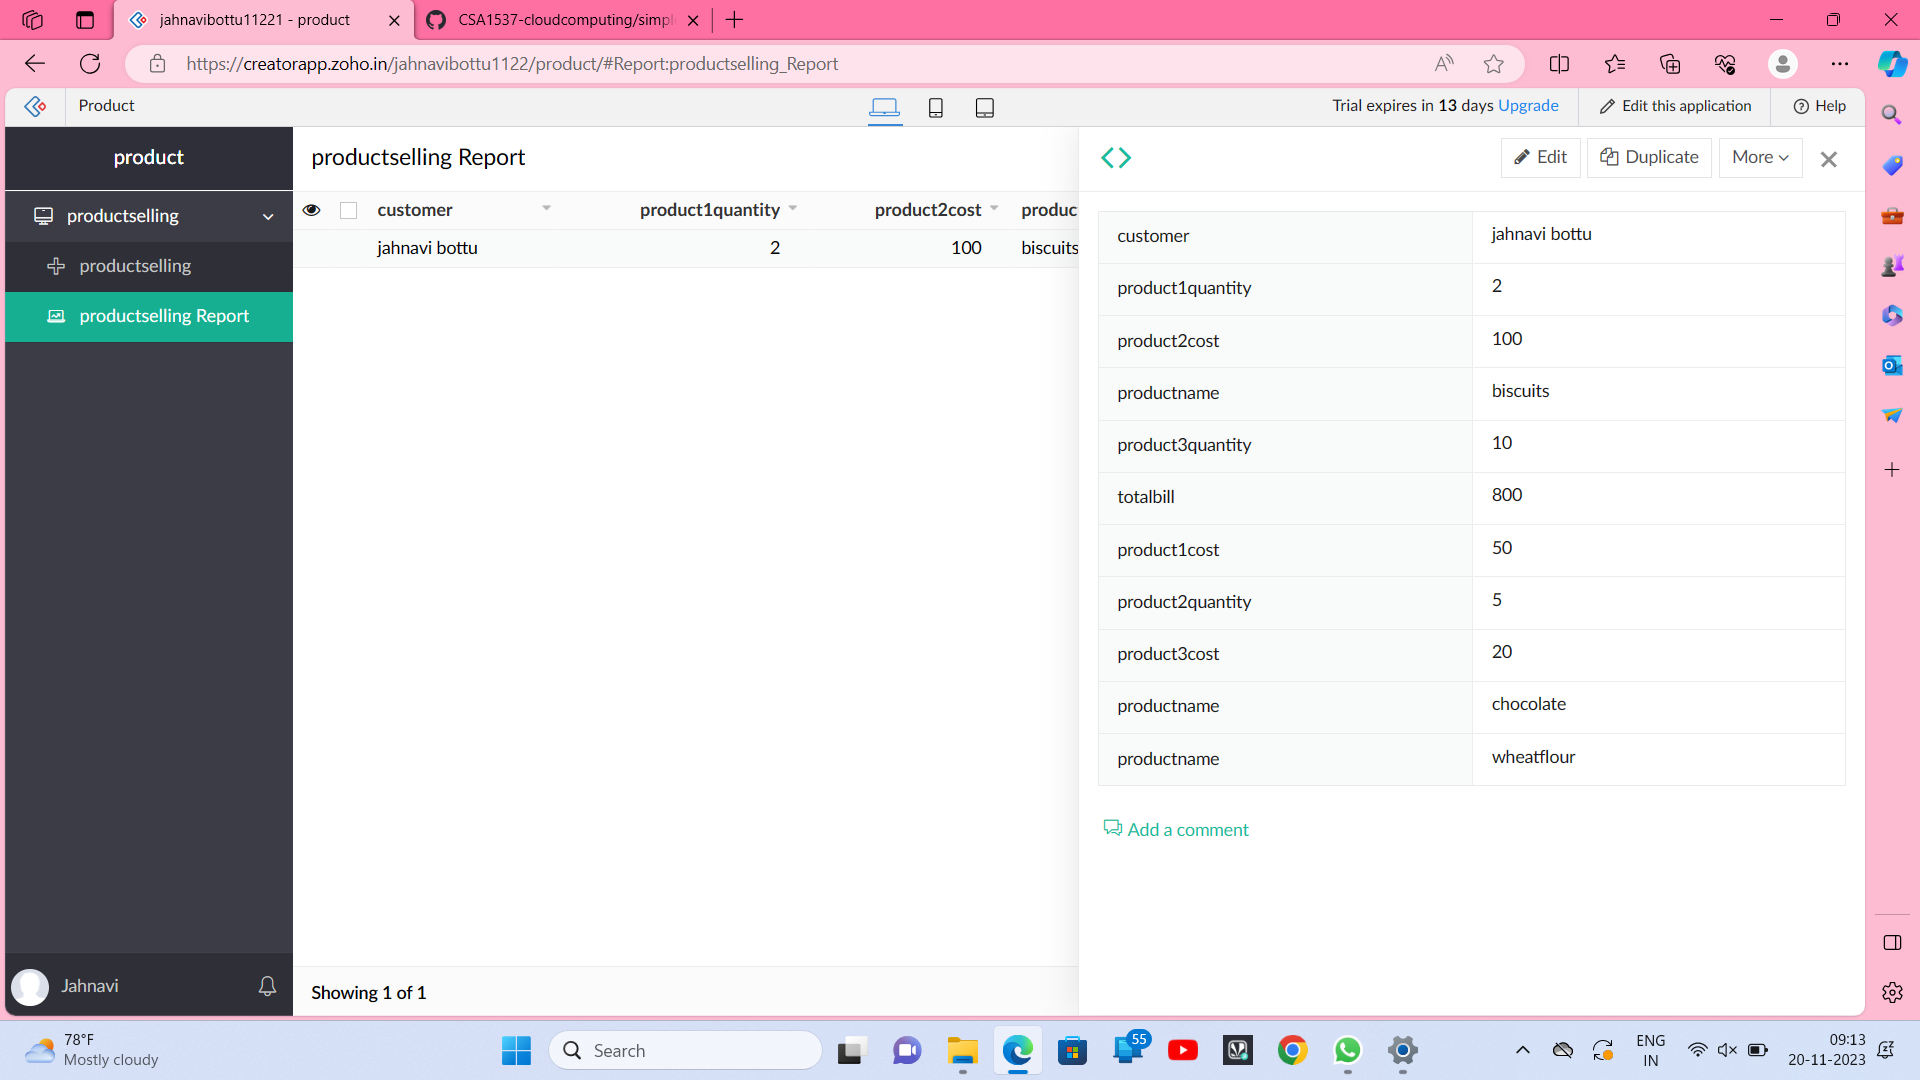 jahnavibottu11221 - product
CSA1537-cloudcomputing/simpl
https://creatorapp.zoho.in/jahnavibottu1122/product/#Report:productselling_Report
Product
Trial expires in 13 days Upgrade
Edit this application
Help
product
productselling
productselling
productselling Report
Jahnavi
productselling Report
customer product1quantity product2cost produc
jahnavi bottu 2 100 biscuits
Showing 1 of 1
Edit
Duplicate
More
customer jahnavi bottu
product1quantity 2
product2cost 100
productname biscuits
product3quantity 10
totalbill 800
product1cost 50
product2quantity 5
product3cost 20
productname chocolate
productname wheatflour
Add a comment
78°F
Mostly cloudy
Search
55
ENG
IN
09:13
20-11-2023